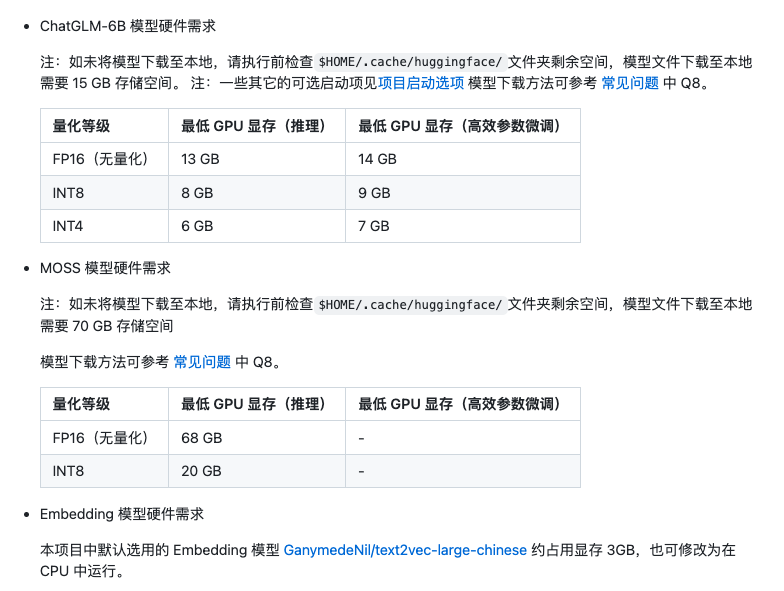 ChatGLM-6B 模型硬件需求
注：如未将模型下载至本地，请执行前检查 $HOME/.cache/huggingface/ 文件夹剩余空间，模型文件下载至本地
需要 15 GB 存储空间。 注：一些其它的可选启动项见项目启动选项 模型下载方法可参考 常见问题 中 Q8。
量化等级 最低 GPU 显存（推理） 最低 GPU 显存（高效参数微调）
FP16（无量化） 13 GB 14 GB
INT8 8 GB 9 GB
INT4 6 GB 7 GB
MOSS 模型硬件需求
注：如未将模型下载至本地，请执行前检查 $HOME/.cache/huggingface/ 文件夹剩余空间，模型文件下载至本地
需要 70 GB 存储空间
模型下载方法可参考 常见问题 中 Q8。
量化等级 最低 GPU 显存（推理） 最低 GPU 显存（高效参数微调）
FP16（无量化） 68 GB -
INT8 20 GB -
Embedding 模型硬件需求
本项目中默认选用的 Embedding 模型 GanymedeNil/text2vec-large-chinese 约占用显存 3GB，也可修改为在
CPU 中运行。